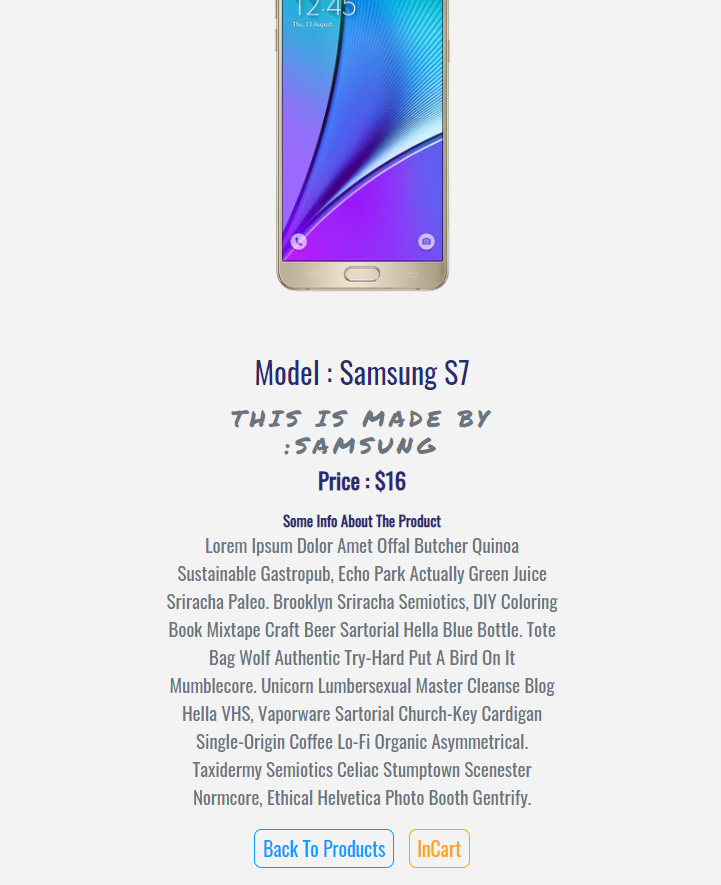 12:45
Thu, 13 August
Model : Samsung S7
THIS IS MADE BY
:SAMSUNG
Price : $16
Some Info About The Product
Lorem Ipsum Dolor Amet Offal Butcher Quinoa
Sustainable Gastropub, Echo Park Actually Green Juice
Sriracha Paleo. Brooklyn Sriracha Semiotics, DIY Coloring
Book Mixtape Craft Beer Sartorial Hella Blue Bottle. Tote
Bag Wolf Authentic Try-Hard Put A Bird On It
Mumblecore. Unicorn Lumbersexual Master Cleanse Blog
Hella VHS, Vaporware Sartorial Church-Key Cardigan
Single-Origin Coffee Lo-Fi Organic Asymmetrical.
Taxidermy Semiotics Celiac Stumptown Scenester
Normcore, Ethical Helvetica Photo Booth Gentrify.
Back To Products InCart